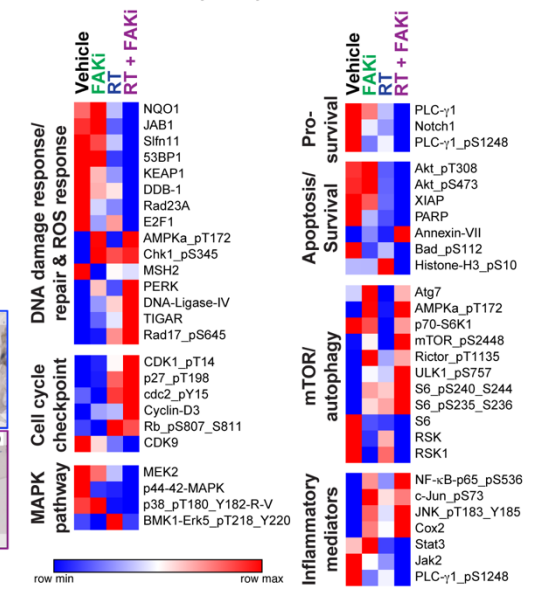 Vehicle
FAKi
RT
RT + FAKi
DNA damage response/
repair & ROS response
NQO1
JAB1
Slfn11
53BP1
KEAP1
DDB-1
Rad23A
E2F1
AMPKa_pT172
Chk1_pS345
MSH2
PERK
DNA-Ligase-IV
TIGAR
Rad17_pS645
Cell cycle
checkpoint
CDK1_pT14
p27_pT198
cdc2_pY15
Cyclin-D3
Rb_pS807_S811
CDK9
MAPK
pathway
MEK2
p44-42-MAPK
p38_pT180_Y182-R-V
BMK1-Erk5_pT218_Y220
row min
row max
Vehicle
FAKi
RT
RT + FAKi
Pro-
survival
PLC-γ1
Notch1
PLC-γ1_pS1248
Apoptosis/
Survival
Akt_pT308
Akt_pS473
XIAP
PARP
Annexin-VII
Bad_pS112
Histone-H3_pS10
mTOR/
autophagy
Atg7
AMPKa_pT172
p70-S6K1
mTOR_pS2448
Rictor_pT1135
ULK1_pS757
S6_pS240_S244
S6_pS235_S236
S6
RSK
RSK1
Inflammatory
mediators
NF-κB-p65_pS536
c-Jun_pS73
JNK_pT183_Y185
Cox2
Stat3
Jak2
PLC-γ1_pS1248